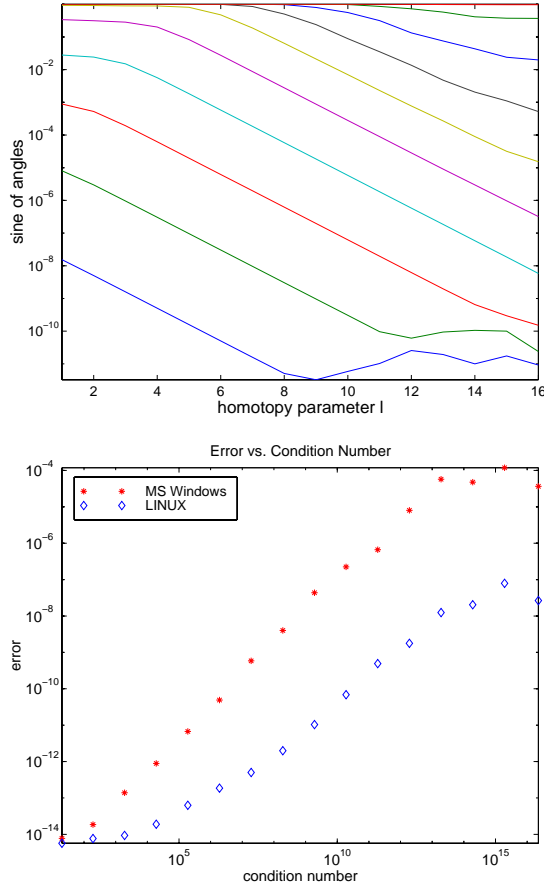 10^-2
10^-4
10^-6
10^-8
10^-10
sine of angles
2 4 6 8 10 12 14 16
homotopy parameter l
Error vs. Condition Number
MS Windows
LINUX
10^-4
10^-6
10^-8
10^-10
10^-12
10^-14
error
10^5 10^10 10^15
condition number